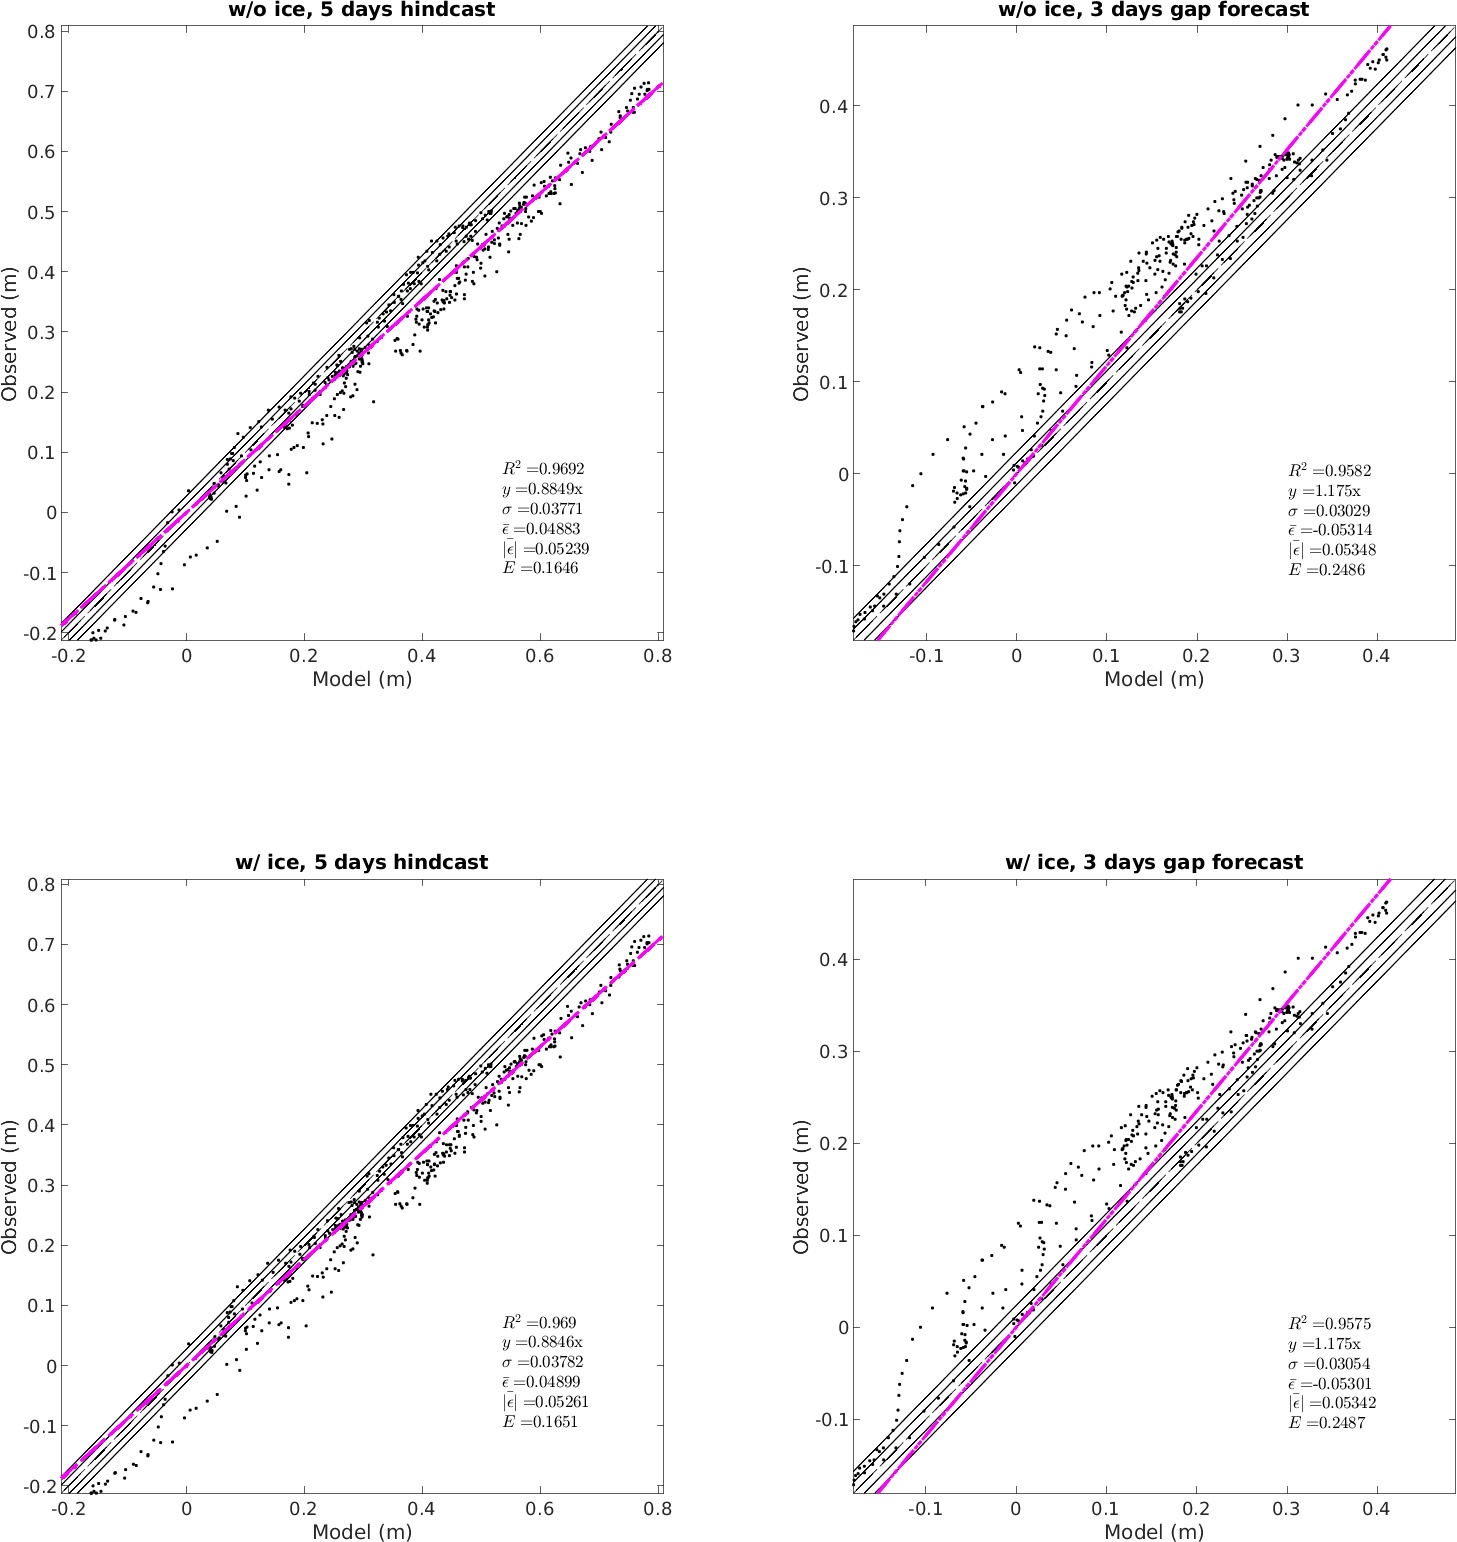 w/o ice, 5 days hindcast
0.8
0.7
0.6
0.5
0.4
0.3
0.2
0.1
0
-0.1
-0.2
Observed (m)
R² =0.9692
y =0.8849x
σ =0.03771
ε̄ =0.04883
|ε̄| =0.05239
E =0.1646
-0.2 0 0.2 0.4 0.6 0.8
Model (m)
w/o ice, 3 days gap forecast
0.4
0.3
0.2
0.1
0
-0.1
Observed (m)
R² =0.9582
y =1.175x
σ =0.03029
ε̄ =-0.05314
|ε̄| =0.05348
E =0.2486
-0.1 0 0.1 0.2 0.3 0.4
Model (m)
w/ ice, 5 days hindcast
0.8
0.7
0.6
0.5
0.4
0.3
0.2
0.1
0
-0.1
-0.2
Observed (m)
R² =0.969
y =0.8846x
σ =0.03782
ε̄ =0.04899
|ε̄| =0.05261
E =0.1651
-0.2 0 0.2 0.4 0.6 0.8
Model (m)
w/ ice, 3 days gap forecast
0.4
0.3
0.2
0.1
0
-0.1
Observed (m)
R² =0.9575
y =1.175x
σ =0.03054
ε̄ =-0.05301
|ε̄| =0.05342
E =0.2487
-0.1 0 0.1 0.2 0.3 0.4
Model (m)